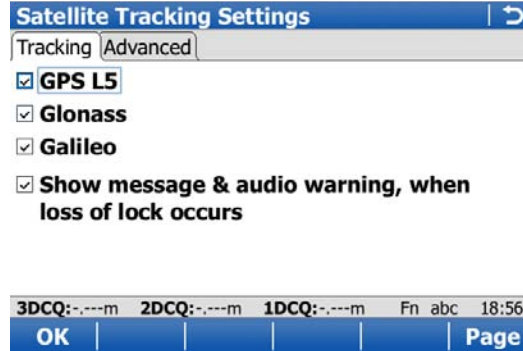 Satellite Tracking Settings
Tracking Advanced
GPS L5
Glonass
Galileo
Show message & audio warning, when
loss of lock occurs
3DCQ:-.---m 2DCQ:-.---m 1DCQ:-.---m Fn abc 18:56
OK Page